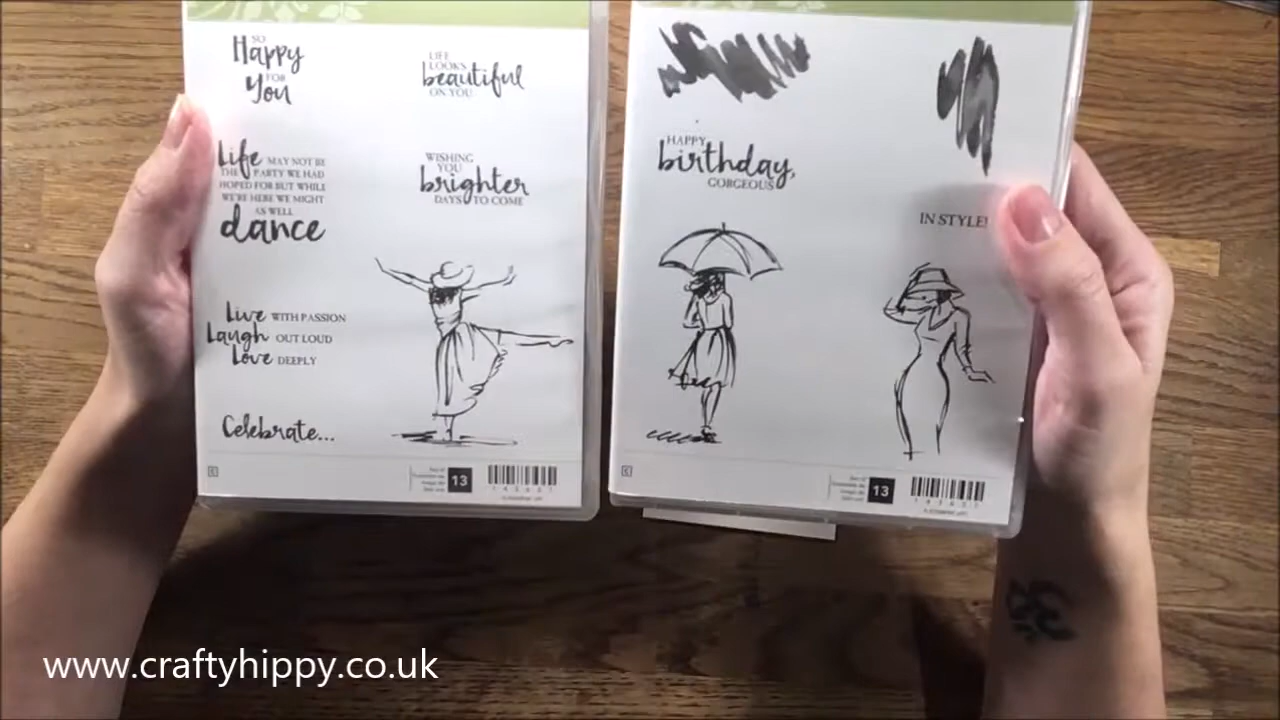 SO
Happy
FOR
You
LIFE
LOOKS
beautiful
ON YOU
Life MAY NOT BE
THE PARTY WE HAD
HOPED FOR BUT WHILE
WE'RE HERE WE MIGHT
AS WELL
dance
WISHING
YOU
brighter
DAYS TO COME
Live WITH PASSION
Laugh OUT LOUD
Love DEEPLY
Celebrate...
13
HAPPY
birthday,
GORGEOUS
IN STYLE!
13
www.craftyhippy.co.uk